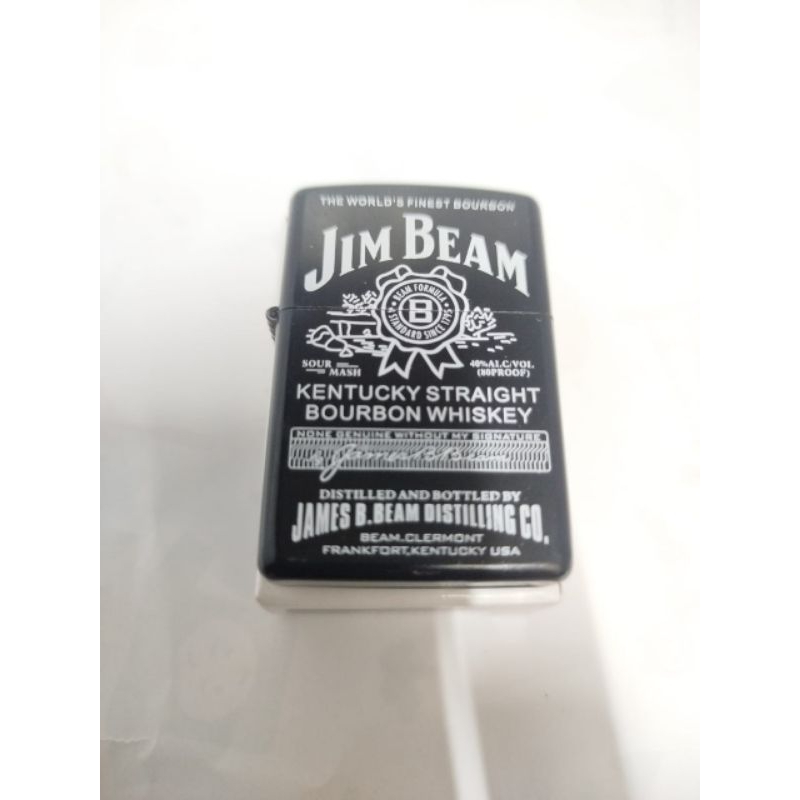 THE WORLD'S FINEST BOURBON
JIM BEAM
BEAM FORMULA
B
A STANDARD SINCE 1795
SOUR MASH
40%ALC/VOL.
(80PROOF)
KENTUCKY STRAIGHT
BOURBON WHISKEY
NONE GENUINE WITHOUT MY SIGNATURE
James B. Beam
DISTILLED AND BOTTLED BY
JAMES B. BEAM DISTILLING CO.
BEAM.CLERMONT
FRANKFORT,KENTUCKY USA